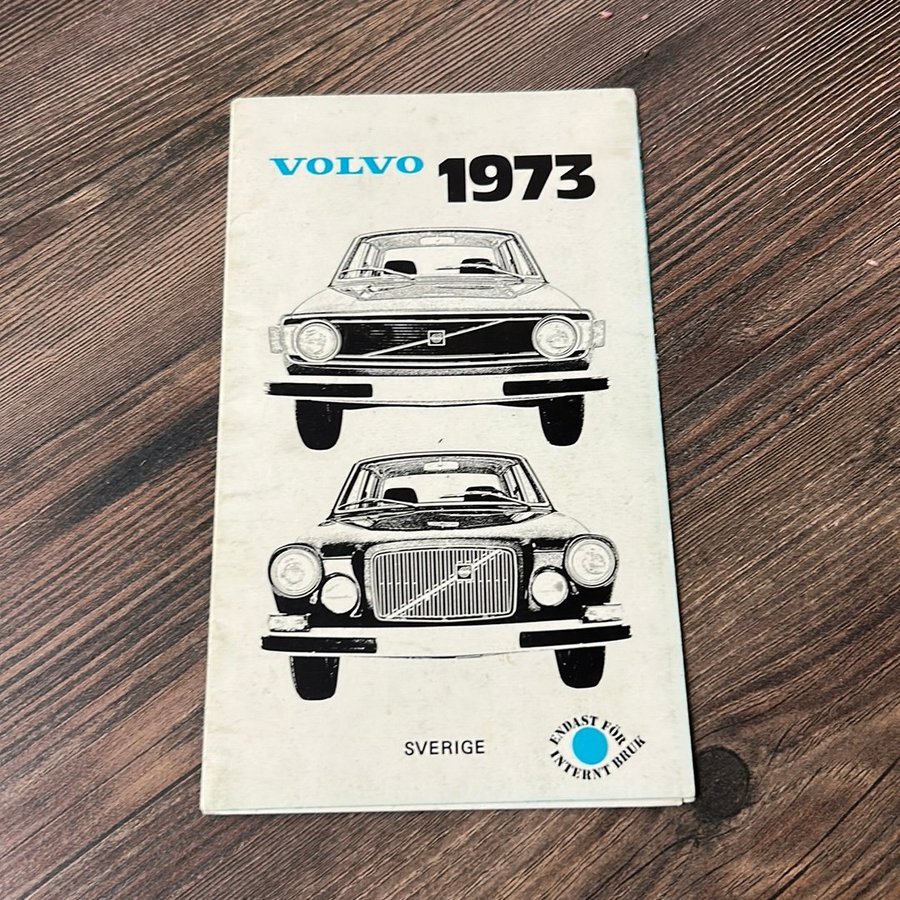 VOLVO 1973
SVERIGE
ENDAST FÖR
INTERNT BRUK